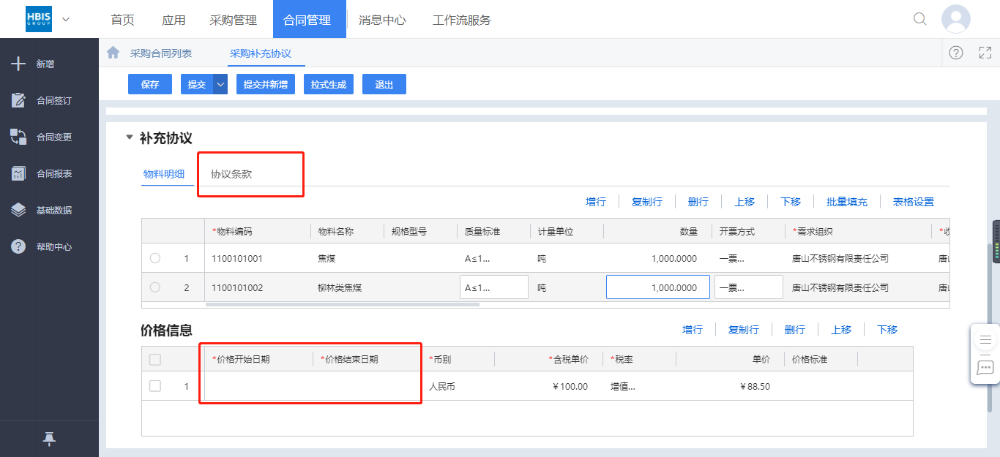 HBIS
GROUP
首页 应用 采购管理 合同管理 消息中心 工作流服务
采购合同列表 采购补充协议
新增
合同签订
合同变更
合同报表
基础数据
帮助中心
保存 提交 提交并新增 拉式生成 退出
补充协议
物料明细 协议条款
增行 复制行 删行 上移 下移 批量填充 表格设置
*物料编码 物料名称 规格型号 质量标准 计量单位 数量 开票方式 *需求组织 *收
1 1100101001 焦煤 A≤1... 吨 1,000.0000 一票... 唐山不锈钢有限责任公司 唐山
2 1100101002 柳林类焦煤 A≤1... 吨 1,000.0000 一票... 唐山不锈钢有限责任公司 唐山
价格信息
增行 复制行 删行 上移 下移
*价格开始日期 *价格结束日期 *币别 *含税单价 *税率 单价 价格标准
1 人民币 ￥100.00 增值... ￥88.50